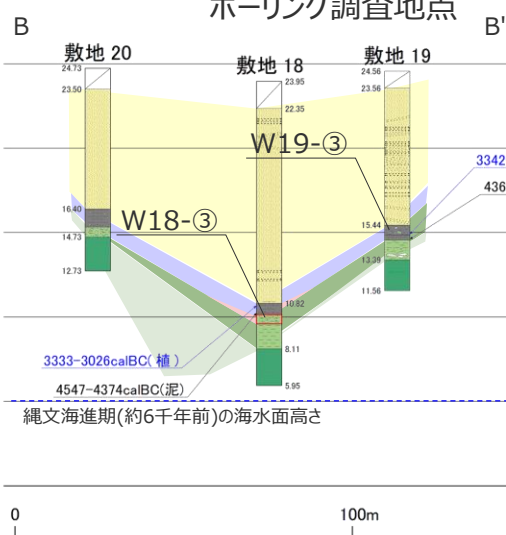 ボーリング調査地点
B
B'
敷地 20
敷地 18
敷地 19
24.73
23.50
16.40
14.73
12.73
23.95
22.35
10.82
8.11
5.95
24.56
23.56
15.44
13.39
11.56
W19-③
W18-③
3342
436
3333-3026calBC( 植 )
4547-4374calBC(泥)
縄文海進期(約6千年前)の海水面高さ
0
100m